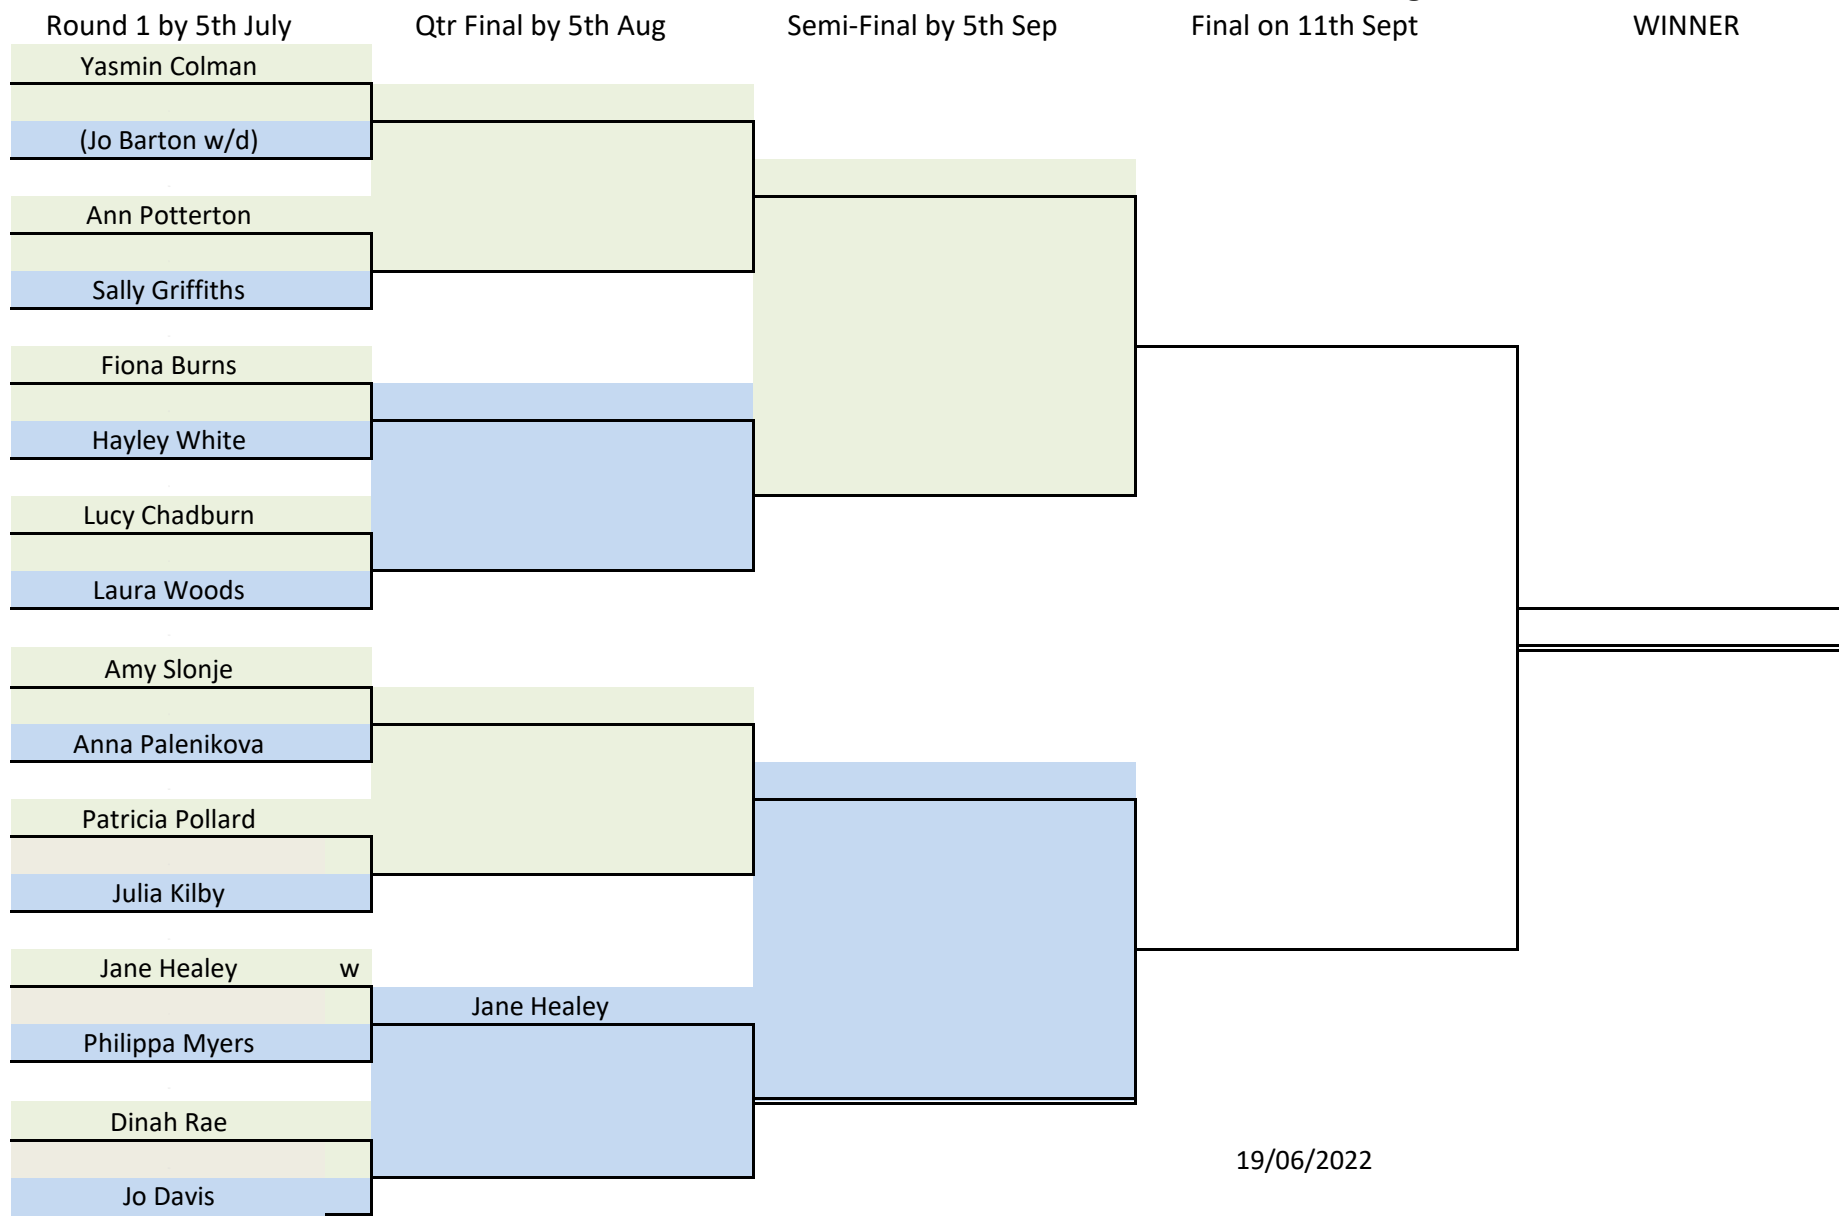 Round 1 by 5th July
Qtr Final by 5th Aug
Semi-Final by 5th Sep
Final on 11th Sept
WINNER
Yasmin Colman
(Jo Barton w/d)
Ann Potterton
Sally Griffiths
Fiona Burns
Hayley White
Lucy Chadburn
Laura Woods
Amy Slonje
Anna Palenikova
Patricia Pollard
Julia Kilby
Jane Healey w
Jane Healey
Philippa Myers
Dinah Rae
19/06/2022
Jo Davis